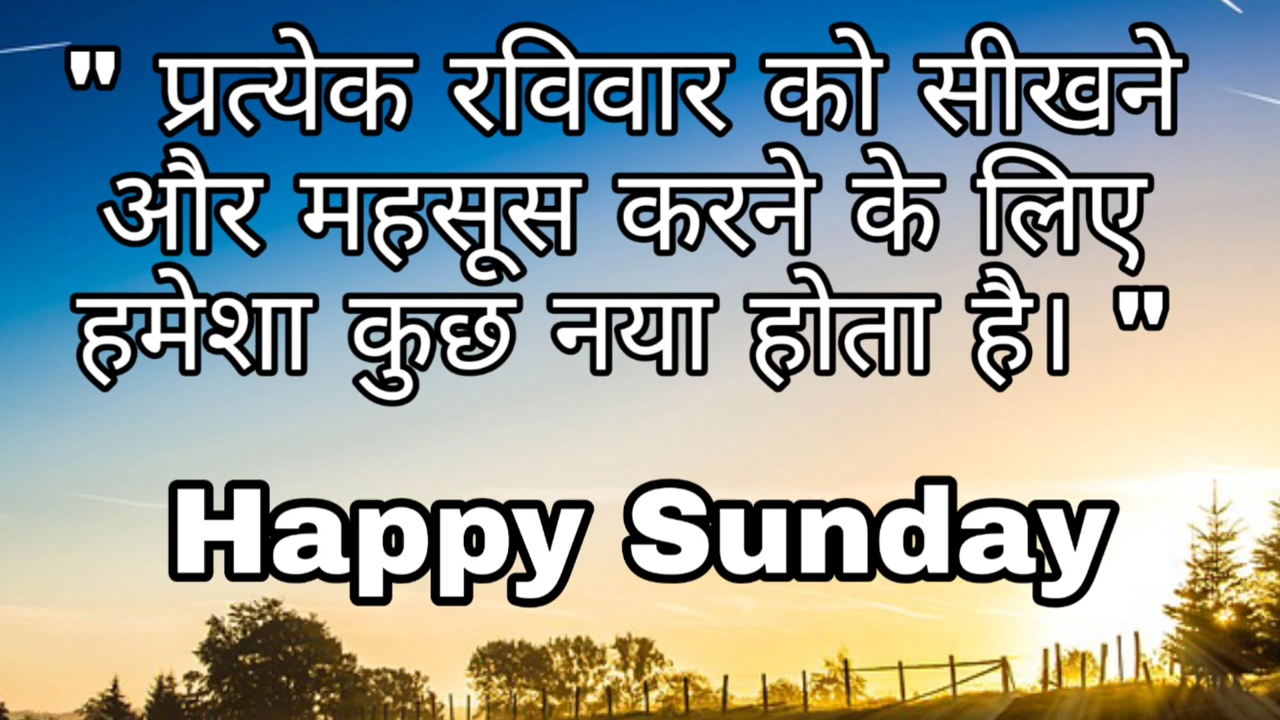 " प्रत्येक रविवार को सीखने
और महसूस करने के लिए
हमेशा कुछ नया होता है। "
Happy Sunday